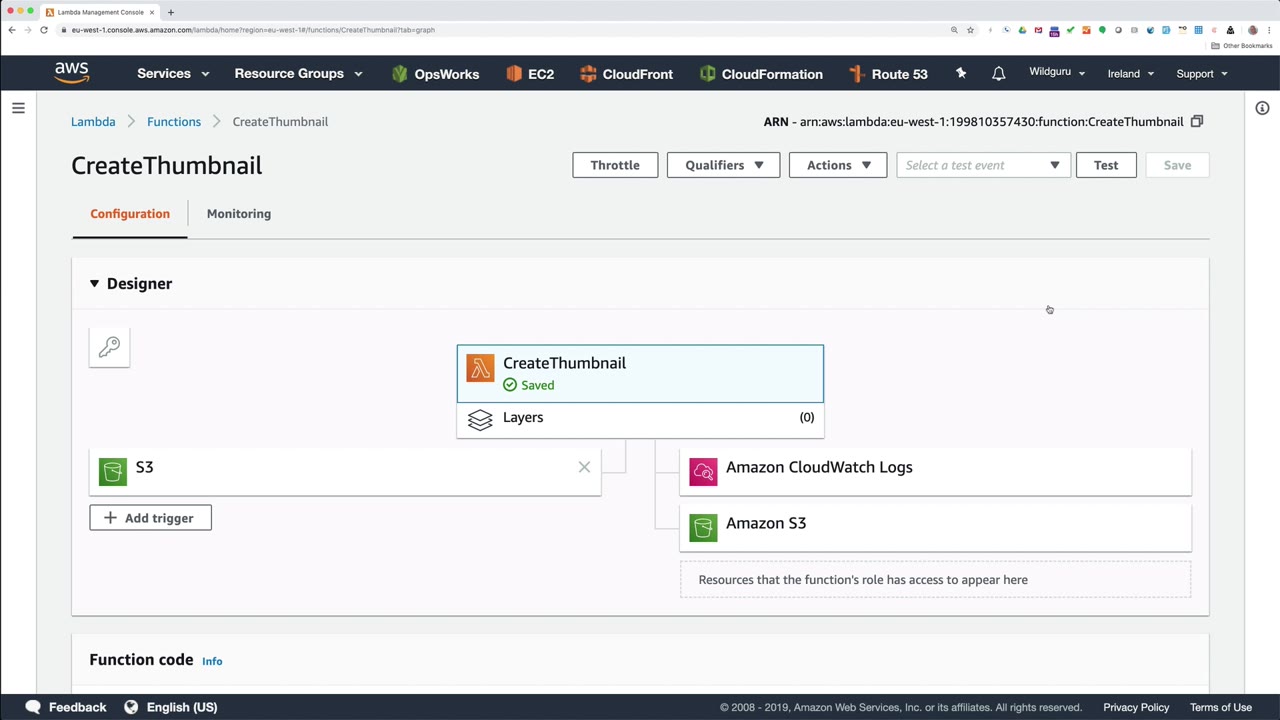 Lambda Management Console
eu-west-1.console.aws.amazon.com/lambda/home?region=eu-west-1#/functions/CreateThumbnail?tab=graph
Other Bookmarks
aws Services Resource Groups OpsWorks EC2 CloudFront CloudFormation Route 53 Wildguru Ireland Support
Lambda Functions CreateThumbnail ARN - arn:aws:lambda:eu-west-1:199810357430:function:CreateThumbnail
CreateThumbnail Throttle Qualifiers Actions Select a test event Test Save
Configuration Monitoring
Designer
CreateThumbnail
Saved
Layers (0)
S3 Amazon CloudWatch Logs
Add trigger Amazon S3
Resources that the function's role has access to appear here
Function code Info
Feedback English (US) © 2008 - 2019, Amazon Web Services, Inc. or its affiliates. All rights reserved. Privacy Policy Terms of Use